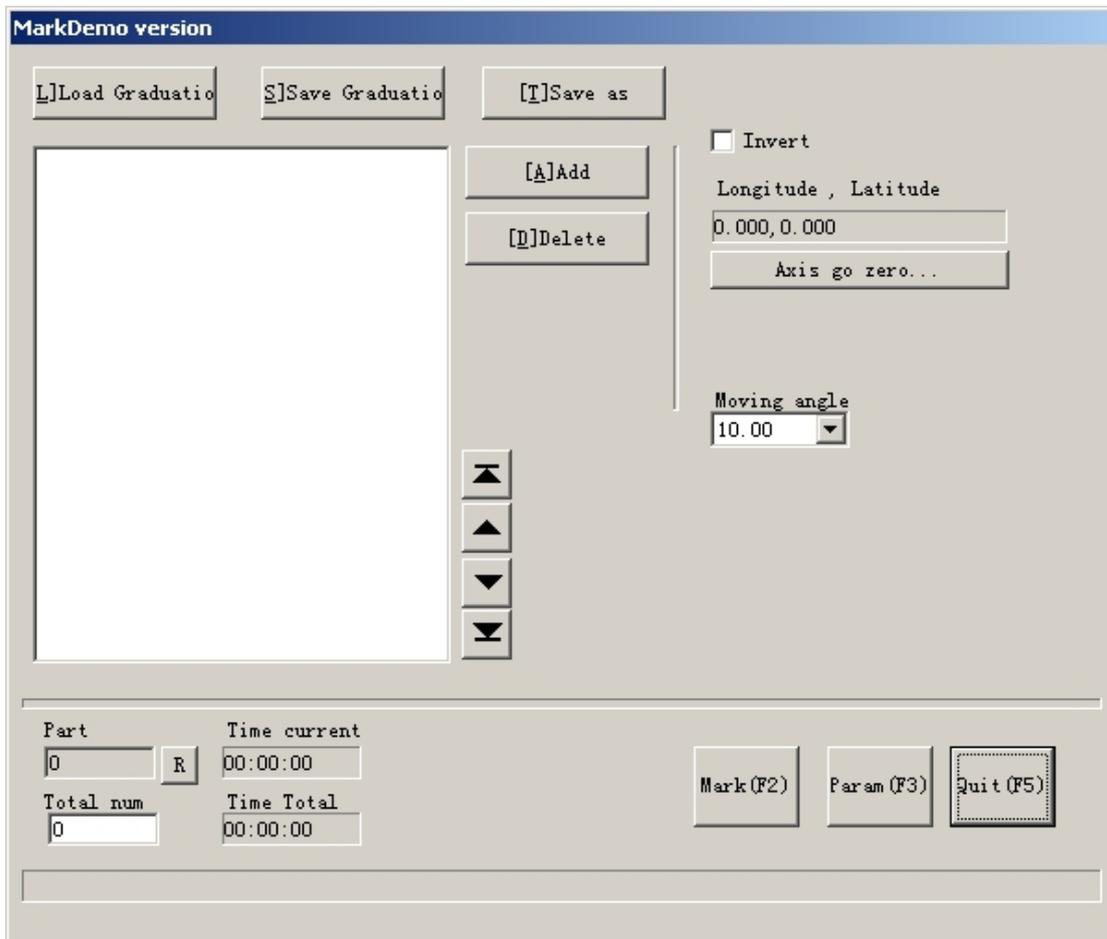 MarkDemo version
L]Load Graduatio
S]Save Graduatio
[T]Save as
[A]Add
[D]Delete
Invert
Longitude , Latitude
0.000,0.000
Axis go zero...
Moving angle
10.00
Part
Time current
0
R
00:00:00
Total num
Time Total
0
00:00:00
Mark(F2)
Param(F3)
Quit(F5)